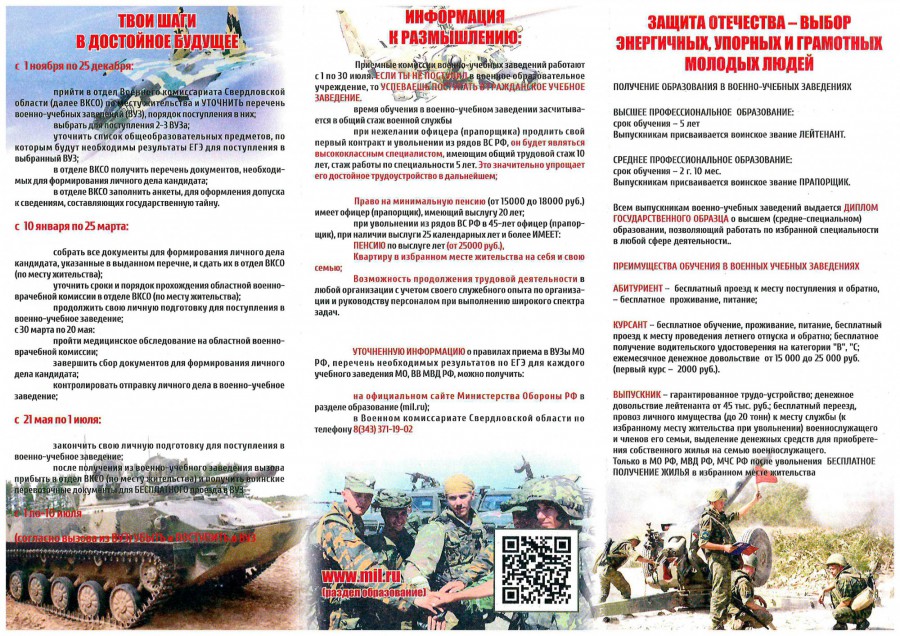 ТВОИ ШАГИ
В ДОСТОЙНОЕ БУДУЩЕЕ
с 1 ноября по 25 декабря:
прийти в отдел Военного комиссариата Свердловской
области (далее ВКСО) по месту жительства и УТОЧНИТЬ перечень
военно-учебных заведений (ВУЗ), порядок поступления в них;
выбрать для поступления 2-3 ВУЗа;
уточнить список общеобразовательных предметов, по
которым будут необходимы результаты ЕГЭ для поступления в
выбранный ВУЗ;
в отделе ВКСО получить перечень документов, необходи-
мых для формирования личного дела кандидата;
в отделе ВКСО заполнить анкеты, для оформления допуска
к сведениям, составляющих государственную тайну.
с 10 января по 25 марта:
собрать все документы для формирования личного дела
кандидата, указанные в выданном перечне, и сдать их в отдел ВКСО
(по месту жительства);
уточнить сроки и порядок прохождения областной военно-
врачебной комиссии в отделе ВКСО (по месту жительства);
продолжить свою личную подготовку для поступления в
военно-учебное заведение;
с 30 марта по 20 мая:
пройти медицинское обследование на областной военно-
врачебной комиссии;
завершить сбор документов для формирования личного
дела кандидата;
контролировать отправку личного дела в военно-учебное
заведение;
с 21 мая по 1 июля:
закончить свою личную подготовку для поступления в
военно-учебное заведение;
после получения из военно-учебного заведения вызова
прибыть в отдел ВКСО (по месту жительства) и получить воинские
перевозочные документы для БЕСПЛАТНОГО проезда в ВУЗ
с 1 по 10 июля
(согласно вызова из ВУЗ) УБЫТЬ и ПОСТУПИТЬ в ВУЗ
ИНФОРМАЦИЯ
К РАЗМЫШЛЕНИЮ:
Приемные комиссии военно-учебных заведений работают
с 1 по 30 июля. ЕСЛИ ТЫ НЕ ПОСТУПИЛ в военное образовательное
учреждение, то УСПЕВАЕШЬ ПОСТУПАТЬ В ГРАЖДАНСКОЕ УЧЕБНОЕ
ЗАВЕДЕНИЕ.
время обучения в военно-учебном заведении засчитыва-
ется в общий стаж военной службы
при нежелании офицера (прапорщика) продлить свой
первый контракт и увольнении из рядов ВС РФ, он будет являться
высококлассным специалистом, имеющим общий трудовой стаж 10
лет, стаж работы по специальности 5 лет. Это значительно упрощает
его достойное трудоустройство в дальнейшем;
Право на минимальную пенсию (от 15000 до 18000 руб.)
имеет офицер (прапорщик), имеющий выслугу 20 лет;
при увольнении из рядов ВС РФ в 45-лет офицер (прапор-
щик), при наличии выслуги 25 календарных лет и более ИМЕЕТ:
ПЕНСИЮ по выслуге лет (от 25000 руб.),
Квартиру в избранном месте жительства на себя и свою
семью;
Возможность продолжения трудовой деятельности в
любой организации с учетом своего служебного опыта по организа-
ции и руководству персоналом при выполнении широкого спектра
задач.
УТОЧНЕННУЮ ИНФОРМАЦИЮ о правилах приема в ВУЗы МО
РФ, перечень необходимых результатов по ЕГЭ для каждого
учебного заведения МО, ВВ МВД РФ, можно получить:
на официальном сайте Министерства Обороны РФ в
разделе образование (mil.ru);
в Военном комиссариате Свердловской области по
телефону 8(343) 371-19-02
www.mil.ru
(раздел образование)
ЗАЩИТА ОТЕЧЕСТВА – ВЫБОР
ЭНЕРГИЧНЫХ, УПОРНЫХ И ГРАМОТНЫХ
МОЛОДЫХ ЛЮДЕЙ
ПОЛУЧЕНИЕ ОБРАЗОВАНИЯ В ВОЕННО-УЧЕБНЫХ ЗАВЕДЕНИЯХ
ВЫСШЕЕ ПРОФЕССИОНАЛЬНОЕ ОБРАЗОВАНИЕ:
срок обучения – 5 лет
Выпускникам присваивается воинское звание ЛЕЙТЕНАНТ.
СРЕДНЕЕ ПРОФЕССИОНАЛЬНОЕ ОБРАЗОВАНИЕ:
срок обучения – 2 г. 10 мес.
Выпускникам присваивается воинское звание ПРАПОРЩИК.
Всем выпускникам военно-учебных заведений выдается ДИПЛОМ
ГОСУДАРСТВЕННОГО ОБРАЗЦА о высшем (средне-специальном)
образовании, позволяющий работать по избранной специальности
в любой сфере деятельности..
ПРЕИМУЩЕСТВА ОБУЧЕНИЯ В ВОЕННЫХ УЧЕБНЫХ ЗАВЕДЕНИЯХ
АБИТУРИЕНТ – бесплатный проезд к месту поступления и обратно,
– бесплатное проживание, питание;
КУРСАНТ – бесплатное обучение, проживание, питание, бесплатный
проезд к месту проведения летнего отпуска и обратно; бесплатное
получение водительского удостоверения на категории "В", "С;
ежемесячное денежное довольствие от 15 000 до 25 000 руб.
(первый курс – 2000 руб.).
ВЫПУСКНИК – гарантированное трудо-устройство; денежное
довольствие лейтенанта от 45 тыс. руб.; бесплатный переезд,
провоз личного имущества (до 20 тонн) к месту службы (к
избранному месту жительства при увольнении) военнослужащего
и членов его семьи, выделение денежных средств для приобрете-
ния собственного жилья на семью военнослужащего.
Только в МО РФ, МВД РФ, МЧС РФ после увольнения БЕСПЛАТНОЕ
ПОЛУЧЕНИЕ ЖИЛЬЯ в избранном месте жительства